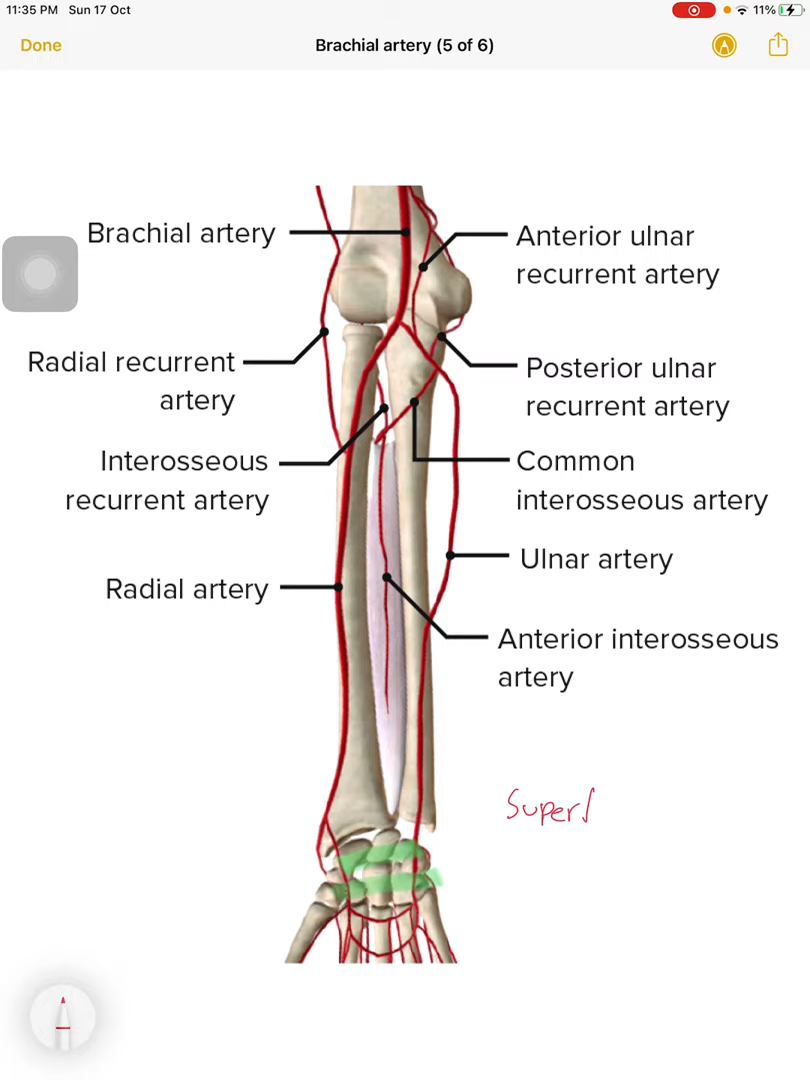 11:35 PM Sun 17 Oct
11%
Done
Brachial artery (5 of 6)
Brachial artery
Anterior ulnar
recurrent artery
Radial recurrent
artery
Posterior ulnar
recurrent artery
Interosseous
recurrent artery
Common
interosseous artery
Ulnar artery
Radial artery
Anterior interosseous
artery